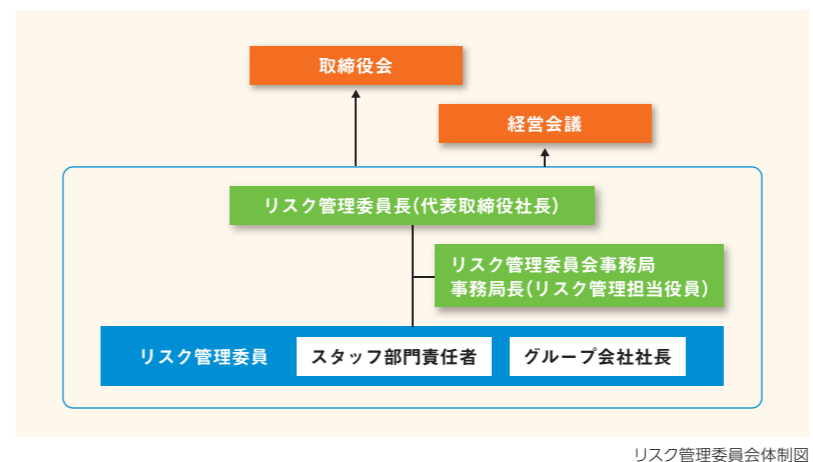 取締役会
経営会議
リスク管理委員長(代表取締役社長)
リスク管理委員会事務局
事務局長(リスク管理担当役員)
リスク管理委員
スタッフ部門責任者
グループ会社社長
リスク管理委員会体制図